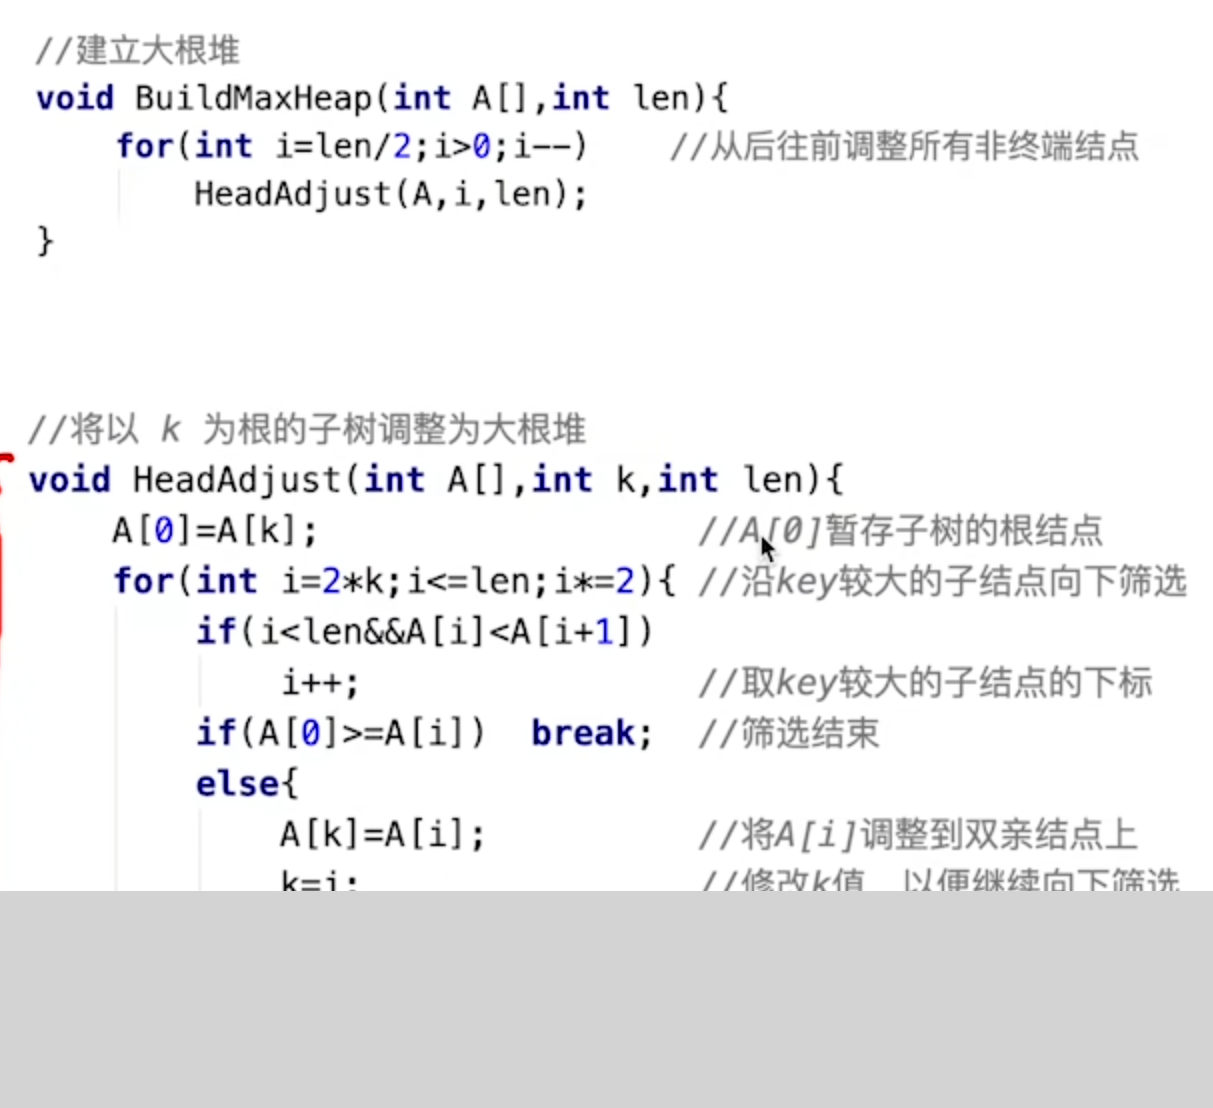 //建立大根堆
void BuildMaxHeap(int A[],int len){
    for(int i=len/2;i>0;i--)    //从后往前调整所有非终端结点
        HeadAdjust(A,i,len);
}
//将以 k 为根的子树调整为大根堆
void HeadAdjust(int A[],int k,int len){
    A[0]=A[k];    //A[0]暂存子树的根结点
    for(int i=2*k;i<=len;i*=2){ //沿key较大的子结点向下筛选
        if(i<len&&A[i]<A[i+1])
            i++;    //取key较大的子结点的下标
        if(A[0]>=A[i])  break;  //筛选结束
        else{
            A[k]=A[i];    //将A[i]调整到双亲结点上
            k=i;    //修改k值，以便继续向下筛选